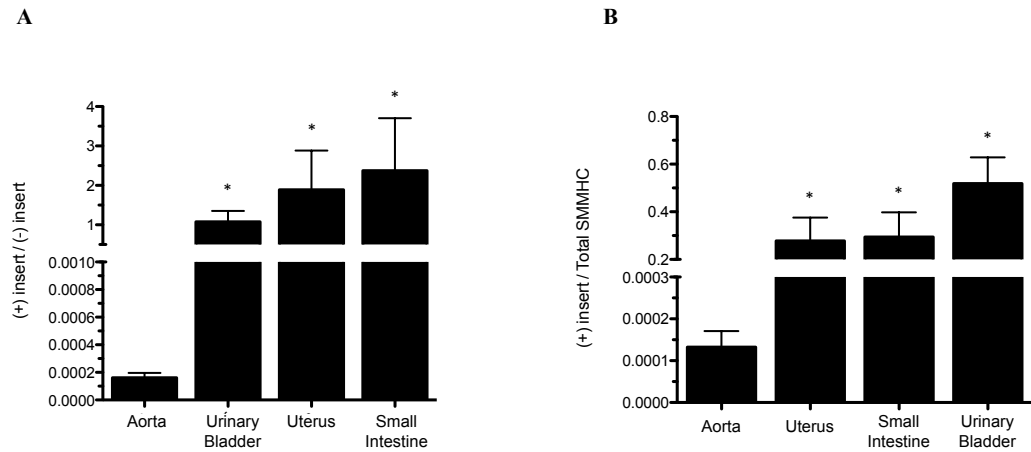 A
(+) insert / (-) insert
4
3
2
1
0.0010
0.0008
0.0006
0.0004
0.0002
0.0000
*
*
*
Aorta
Urinary
Bladder
Uterus
Small
Intestine
B
(+) insert / Total SMMHC
0.8
0.6
0.4
0.2
0.0003
0.0002
0.0001
0.0000
*
*
*
Aorta
Uterus
Small
Intestine
Urinary
Bladder